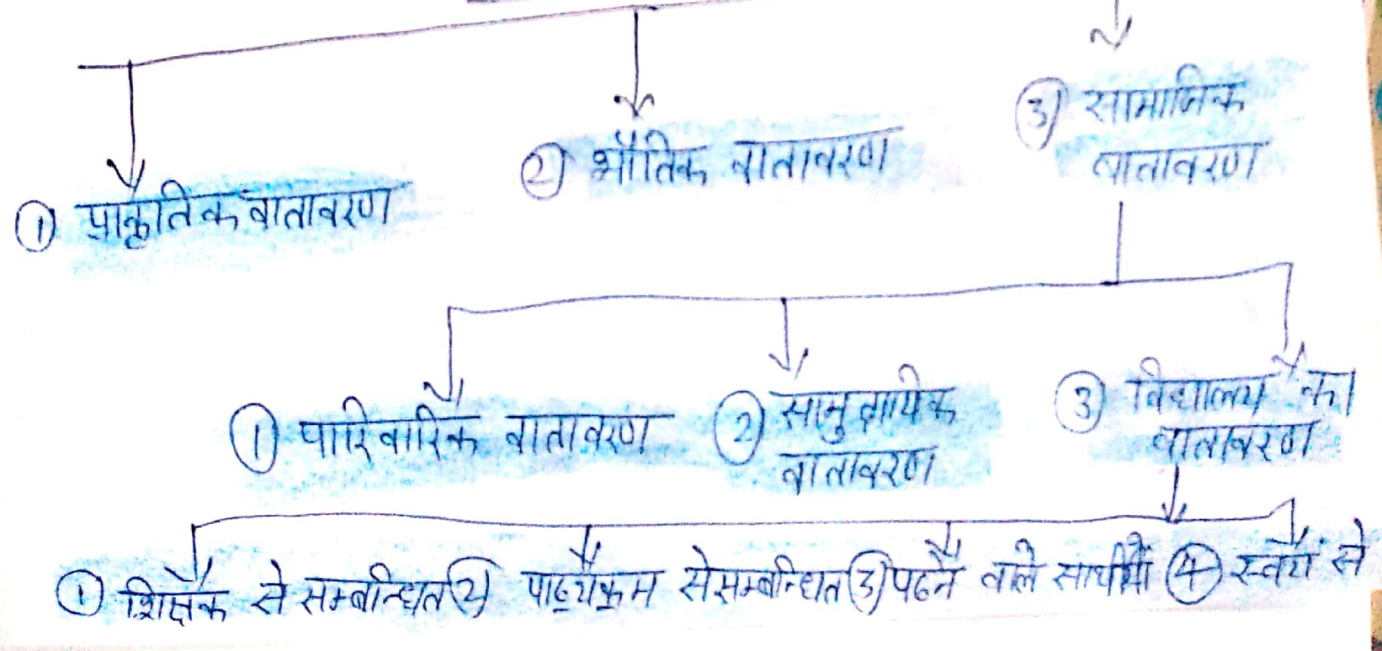 ① प्राकृतिक वातावरण
② भौतिक वातावरण
③ सामाजिक
वातावरण
① पारिवारिक वातावरण
② सामुदायिक
वातावरण
③ विद्यालय का
वातावरण
① शिक्षक से सम्बन्धित ② पाठ्यक्रम से सम्बन्धित ③ पढने वाले साथीयों ④ स्वयं से